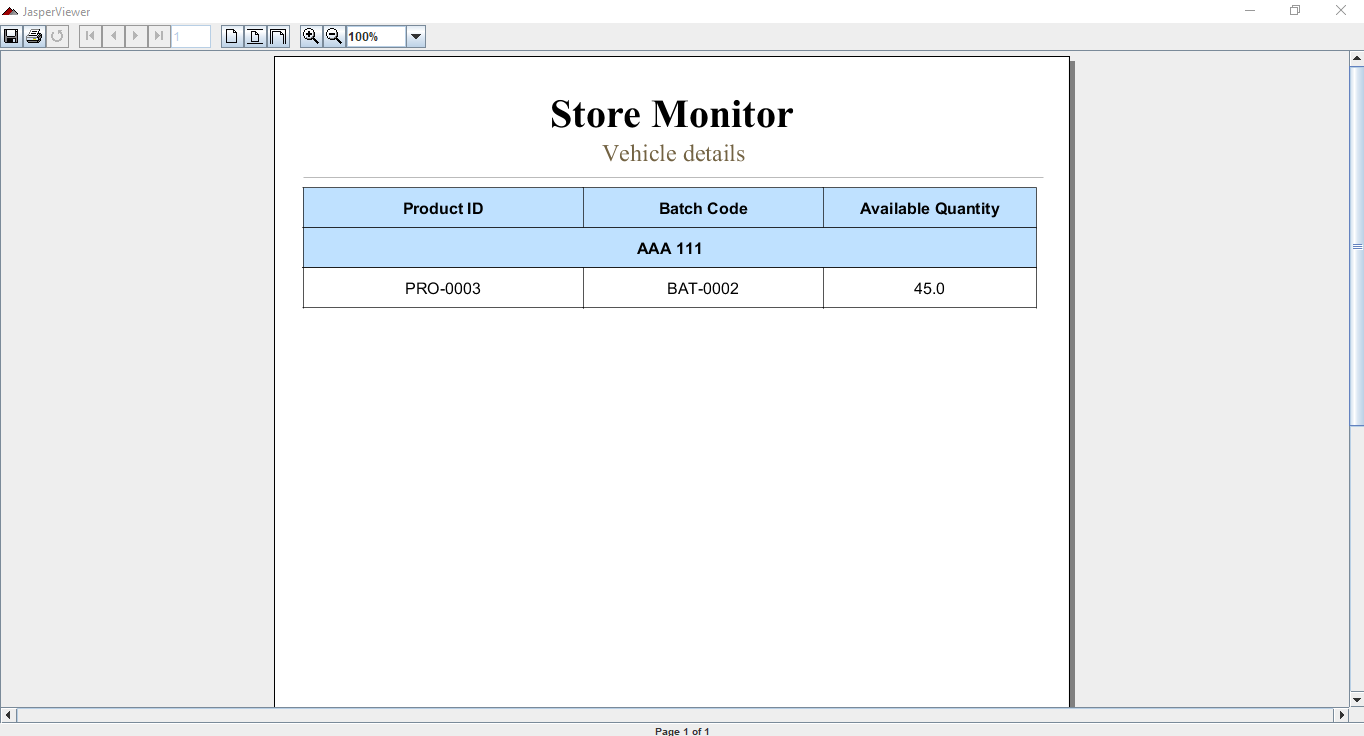 JasperViewer
1
100%
Store Monitor
Vehicle details
Product ID Batch Code Available Quantity
AAA 111
PRO-0003 BAT-0002 45.0
Page 1 of 1